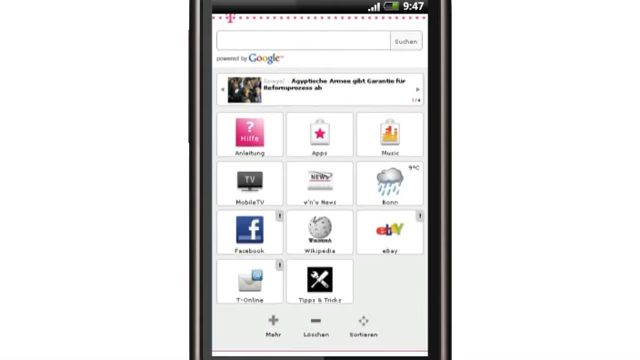 9:47
T
Suchen
powered by Google
Spiegel - Ägyptische Armee gibt Garantie für
Reformprozess ab
1/4
? Hilfe
Anleitung
Apps
Music
TV
MobileTV
NEWS
v'n'v News
9°C
Bonn
f
Facebook
Wikipedia
ebY
eBay
@
T-Online
Tipps & Tricks
Mehr
Löschen
Sortieren